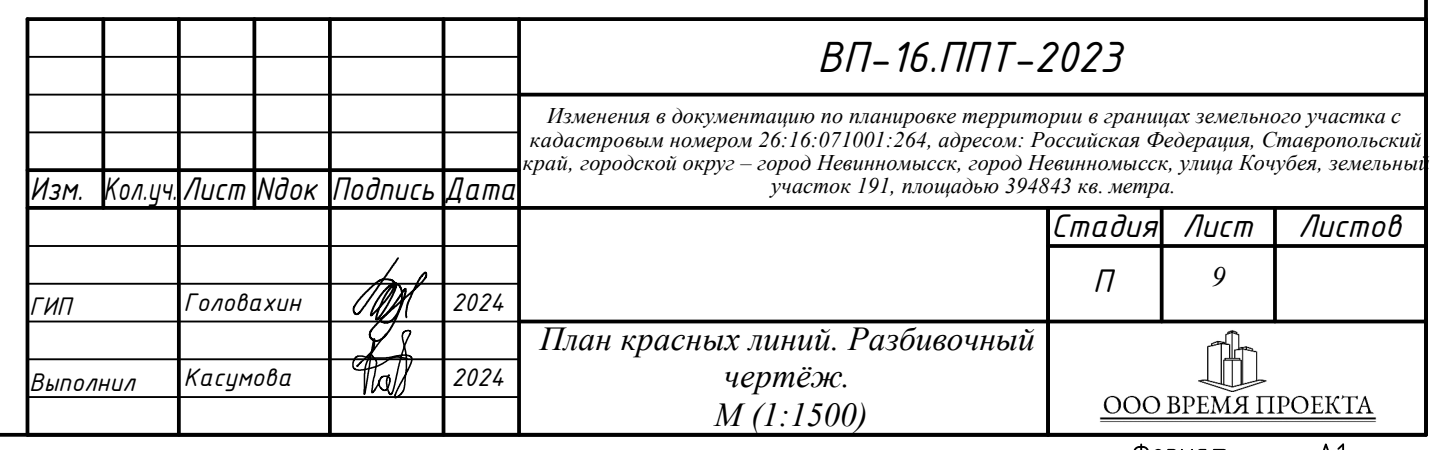 ВП-16.ППТ-2023
Изменения в документацию по планировке территории в границах земельного участка с
кадастровым номером 26:16:071001:264, адресом: Российская Федерация, Ставропольский
край, городской округ – город Невинномысск, город Невинномысск, улица Кочубея, земельный
участок 191, площадью 394843 кв. метра.
Изм. Кол.уч. Лист Nдок Подпись Дата
Стадия Лист Листов
П 9
ГИП Головахин 2024
План красных линий. Разбивочный
чертёж.
М (1:1500)
Выполнил Касумова 2024
ООО ВРЕМЯ ПРОЕКТА
Формат А1